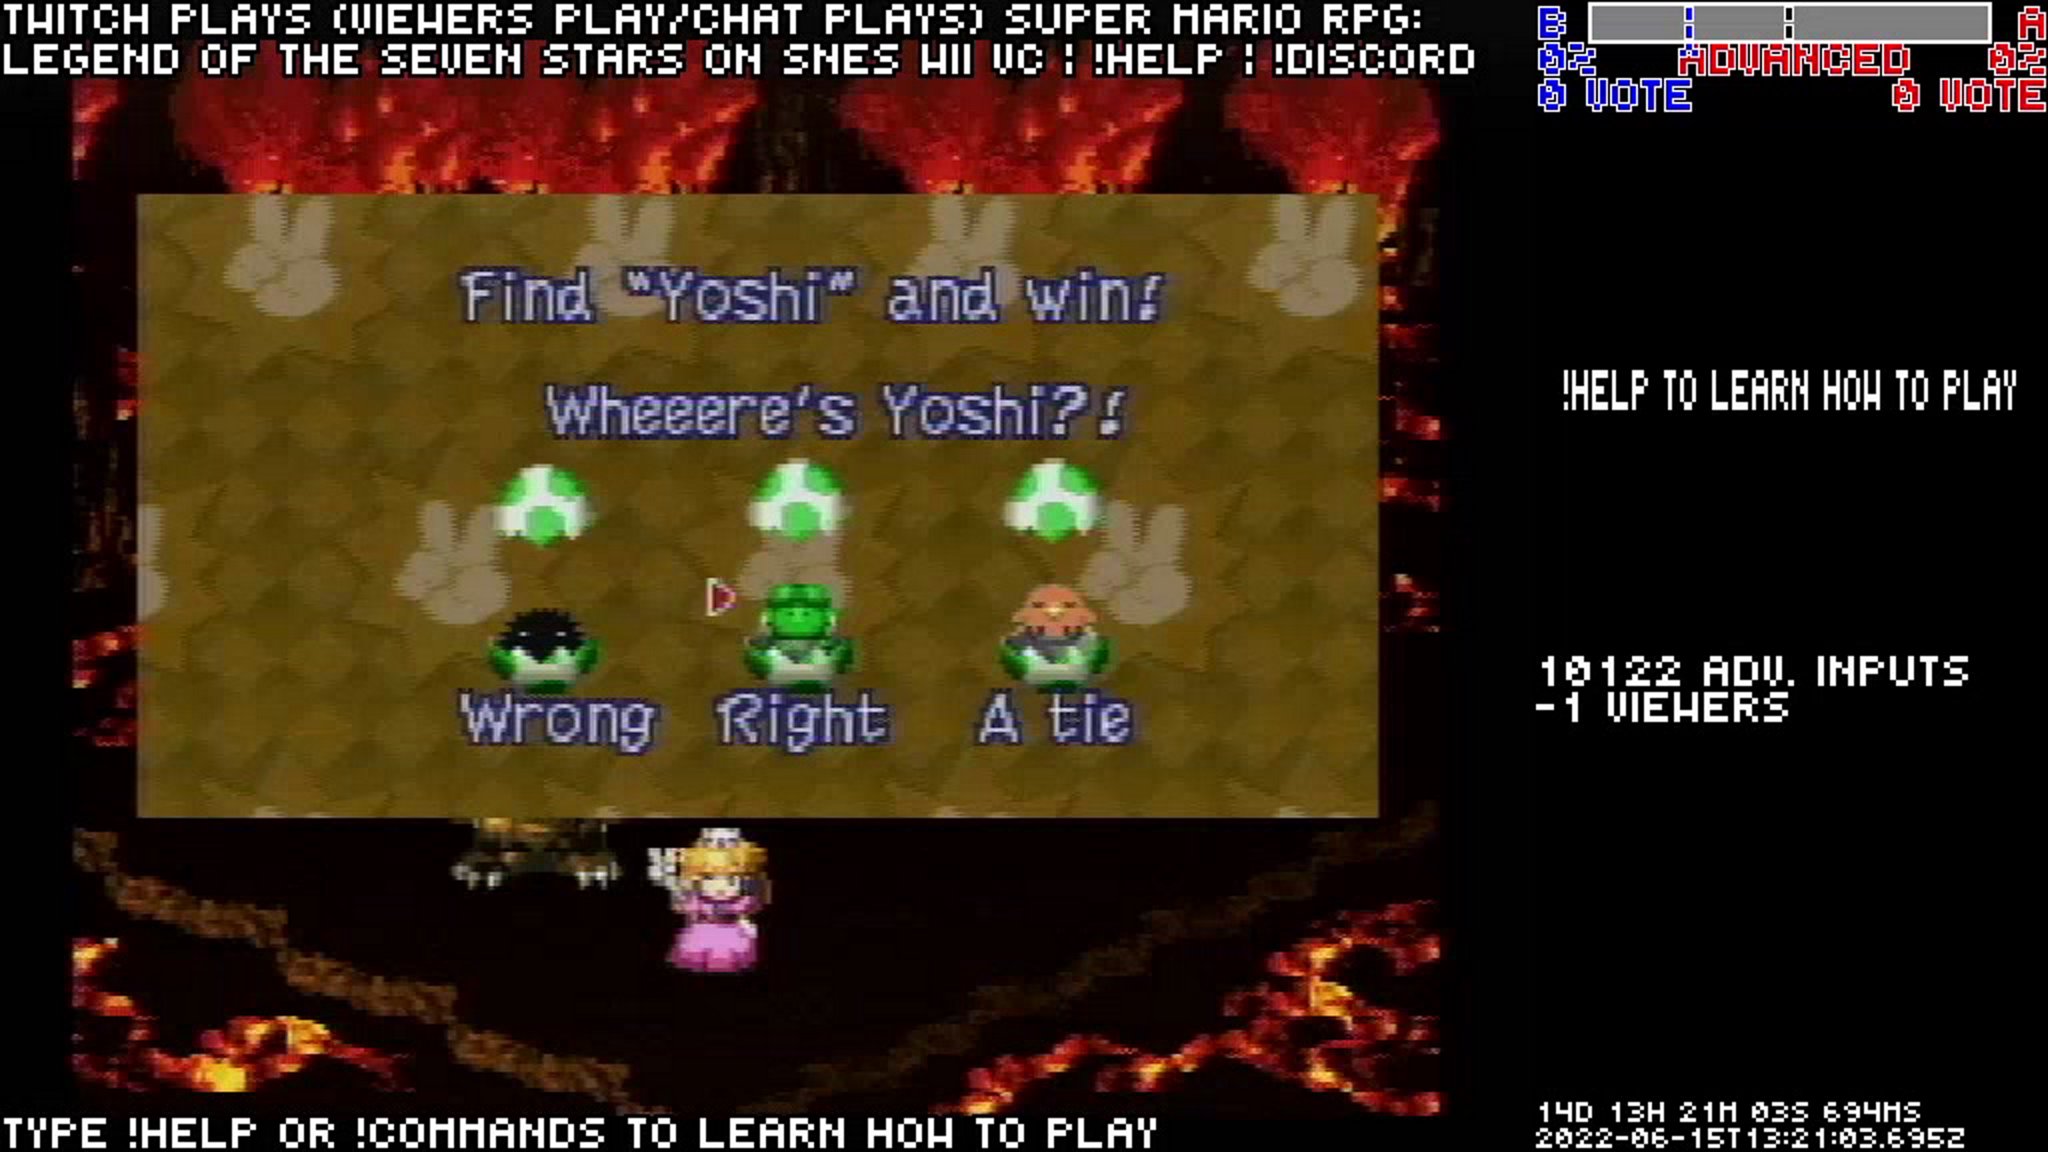 TWITCH PLAYS (VIEWERS PLAY/CHAT PLAYS) SUPER MARIO RPG:
LEGEND OF THE SEVEN STARS ON SNES WII VC | !HELP | !DISCORD
B A
0% ADVANCED 0%
0 VOTE 0 VOTE
Find "Yoshi" and win!
Wheeere's Yoshi?!
Wrong Right A tie
!HELP TO LEARN HOW TO PLAY
10122 ADV. INPUTS
-1 VIEWERS
14D 13H 21M 03S 694MS
2022-06-15T13:21:03.695Z
TYPE !HELP OR !COMMANDS TO LEARN HOW TO PLAY